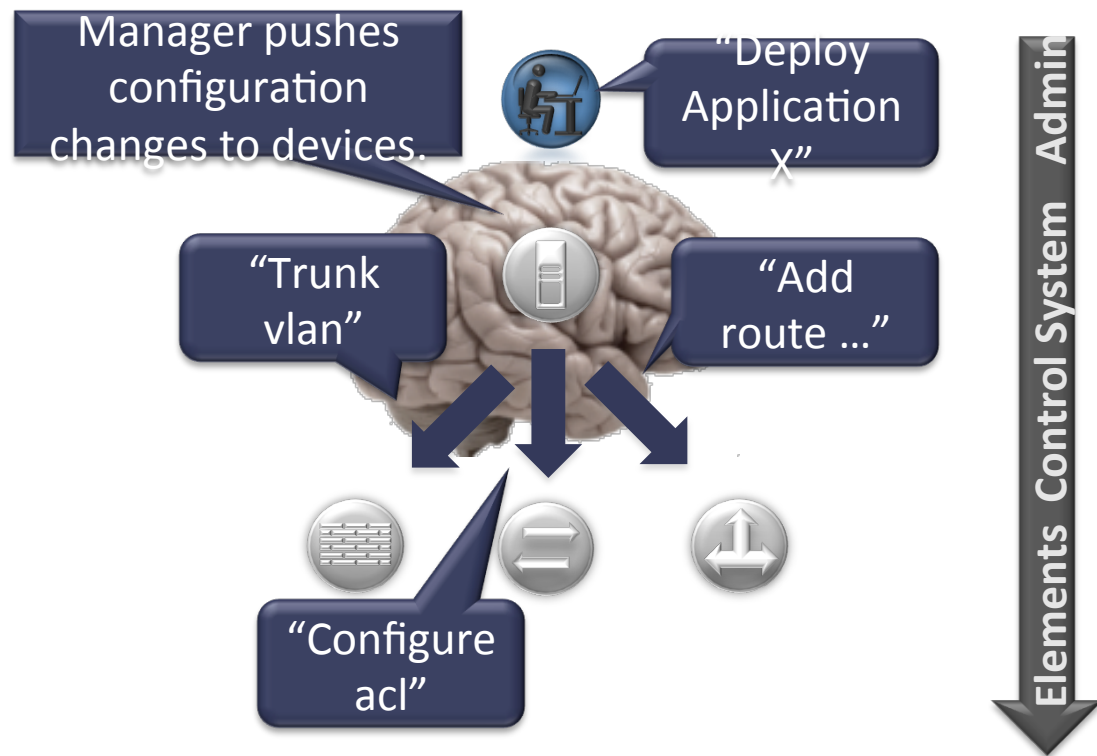 Manager pushes
configuration
changes to devices.
“Deploy
Application
X”
“Trunk
vlan”
“Add
route ...”
“Configure
acl”
Elements Control System Admin